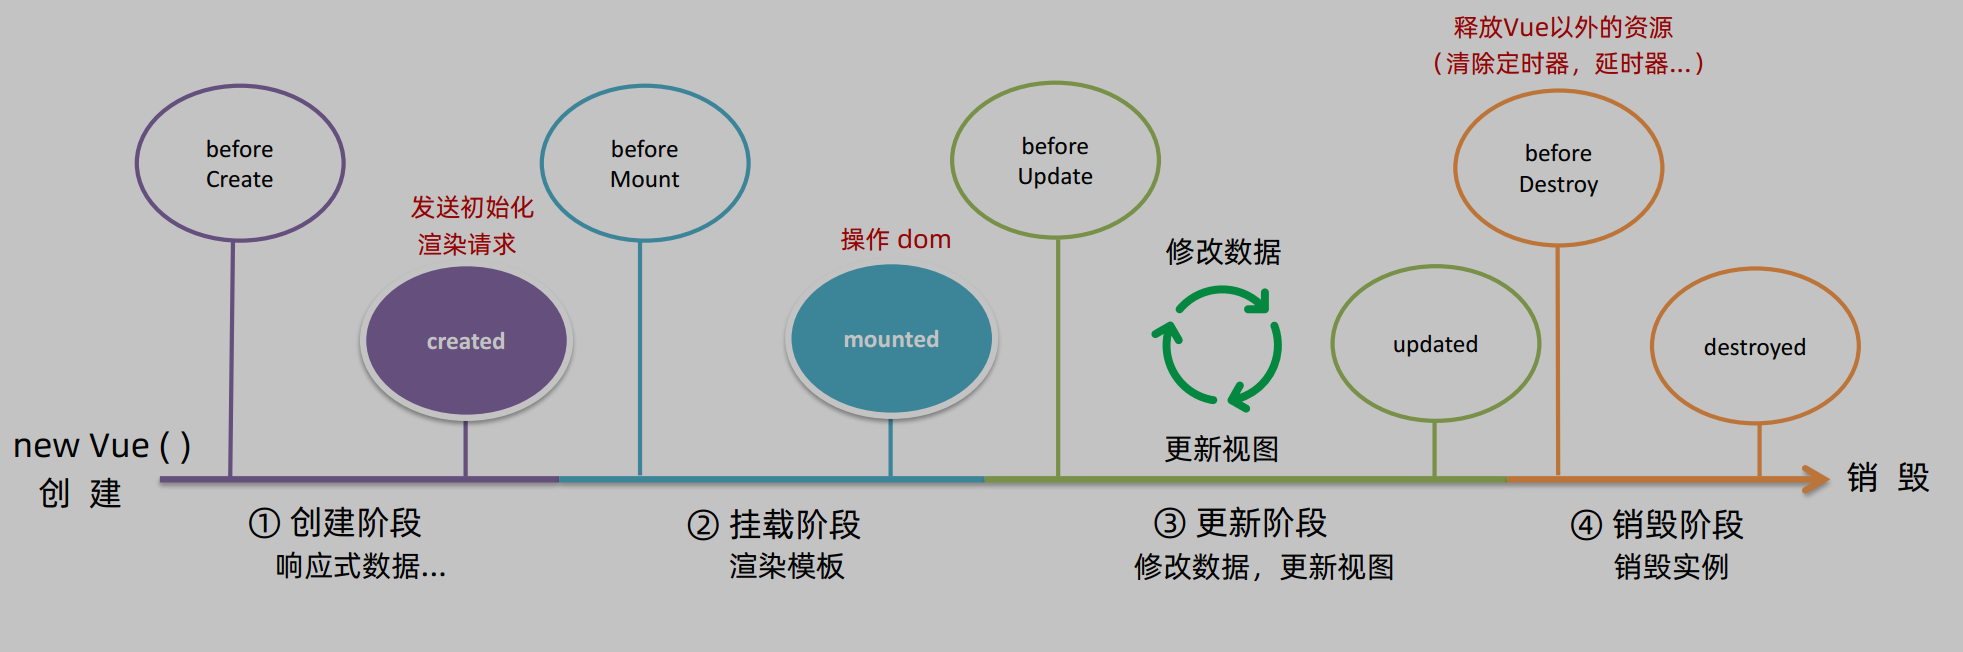 释放Vue以外的资源
（清除定时器，延时器...）
before
Create
before
Mount
before
Update
before
Destroy
发送初始化
渲染请求
操作 dom
修改数据
created
mounted
updated
destroyed
更新视图
new Vue ( )
创 建
销 毁
① 创建阶段
响应式数据...
② 挂载阶段
渲染模板
③ 更新阶段
修改数据，更新视图
④ 销毁阶段
销毁实例